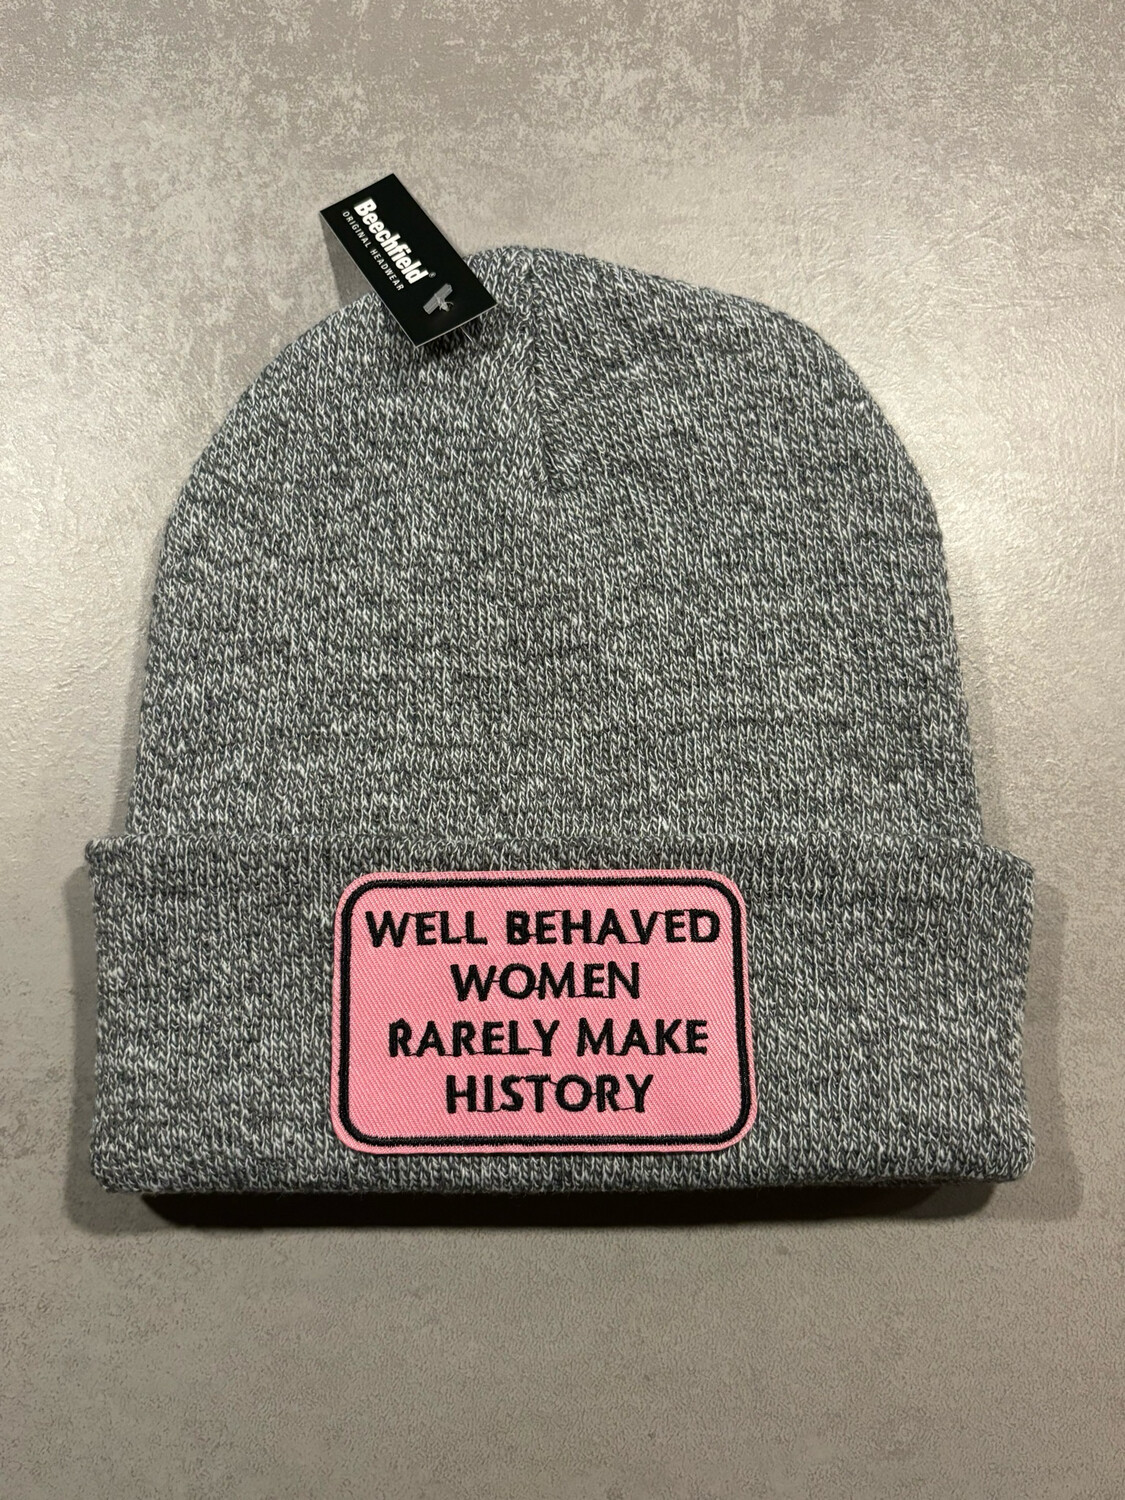 Beechfield®
ORIGINAL HEADWEAR
WELL BEHAVED
WOMEN
RARELY MAKE
HISTORY